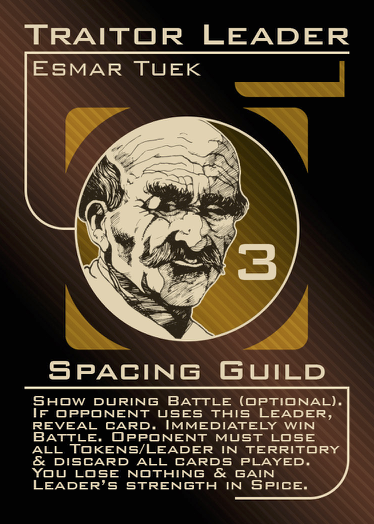 Traitor Leader
Esmar Tuek
3
Spacing Guild
Show during Battle (optional).
If opponent uses this Leader,
reveal card. Immediately win
Battle. Opponent must lose
all Tokens/Leader in territory
& discard all cards played.
You lose nothing & gain
Leader's strength in Spice.